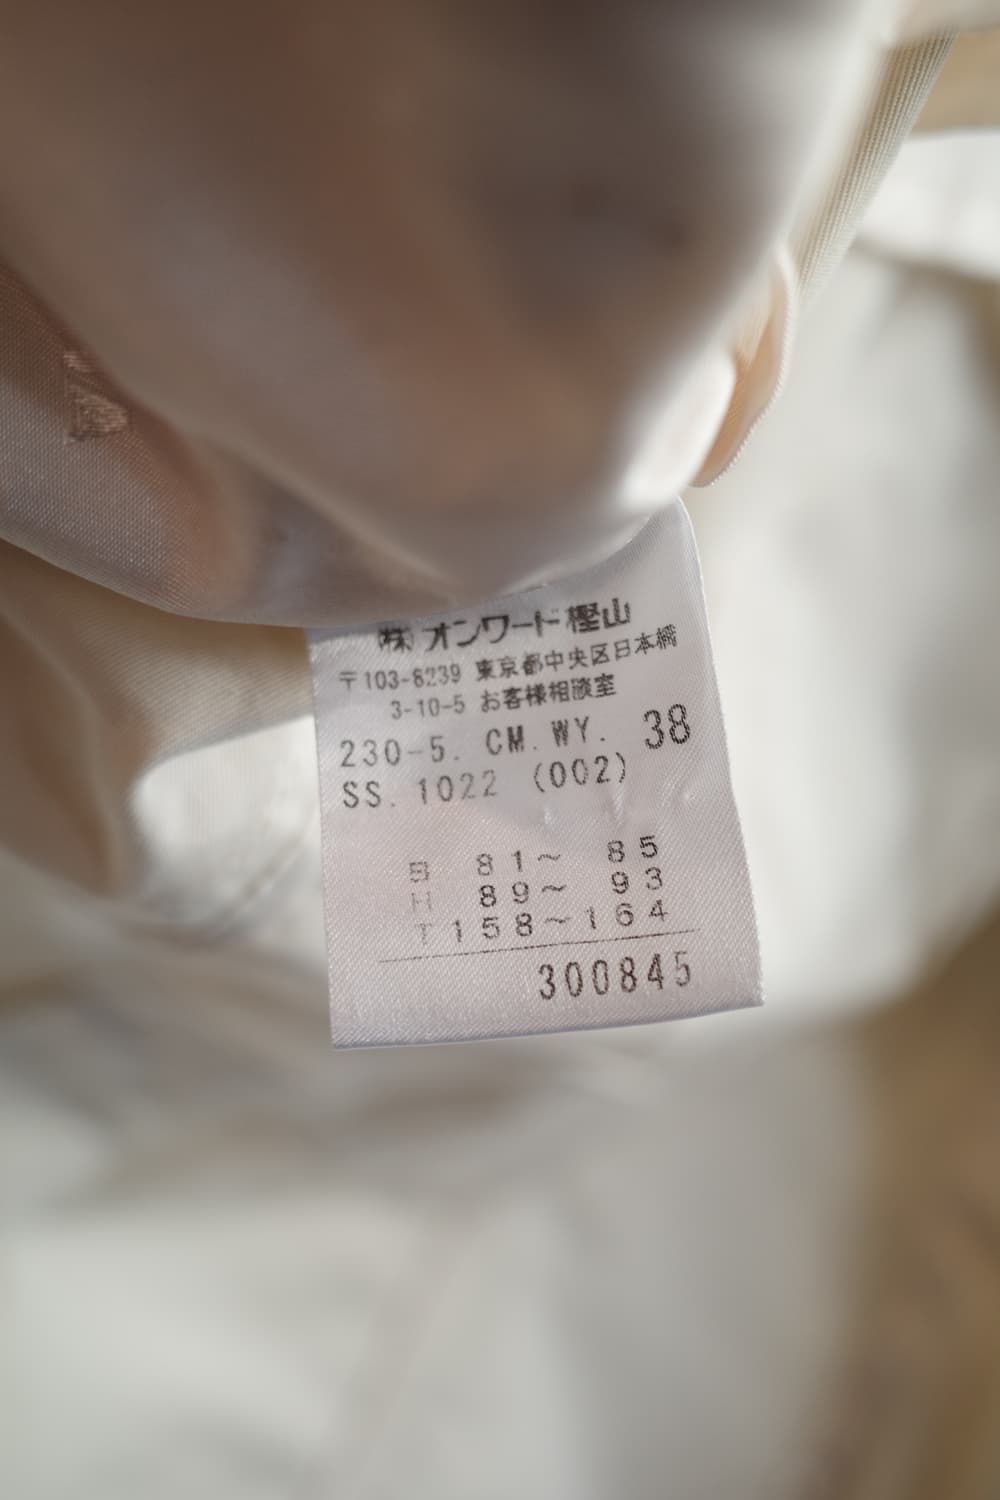 (株)オンワード樫山
〒103-8239 東京都中央区日本橋
3-10-5 お客様相談室
230-5. CM. WY. 38
SS. 1022 (002)
B 81~ 85
H 89~ 93
T158~164
300845